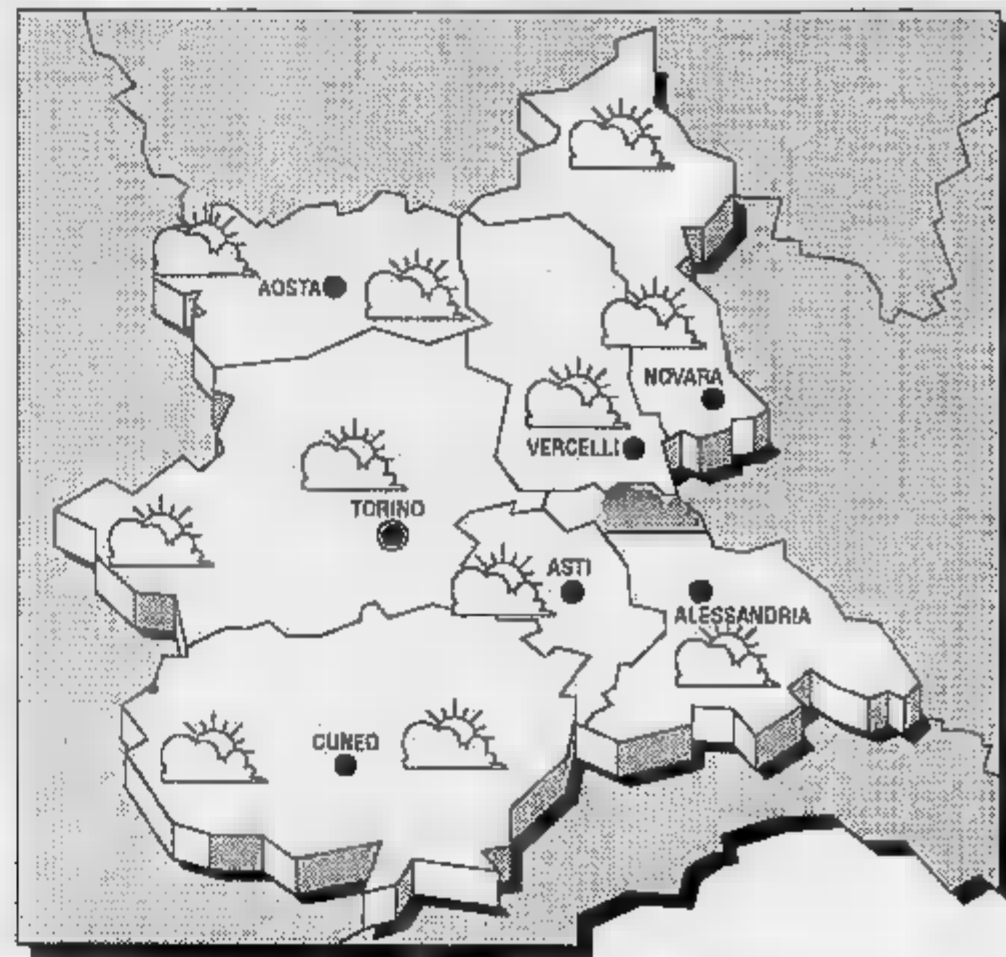 AOSTA
NOVARA
VERCELLI
TORINO
ASTI
ALESSANDRIA
CUNEO